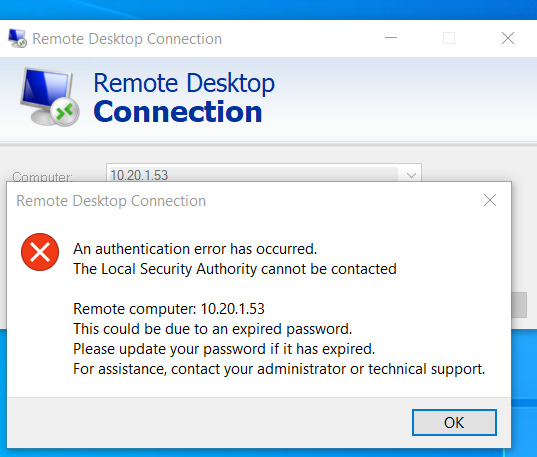 Remote Desktop Connection
Remote Desktop
Connection
Computer: 10.20.1.53
Remote Desktop Connection
An authentication error has occurred.
The Local Security Authority cannot be contacted
Remote computer: 10.20.1.53
This could be due to an expired password.
Please update your password if it has expired.
For assistance, contact your administrator or technical support.
OK